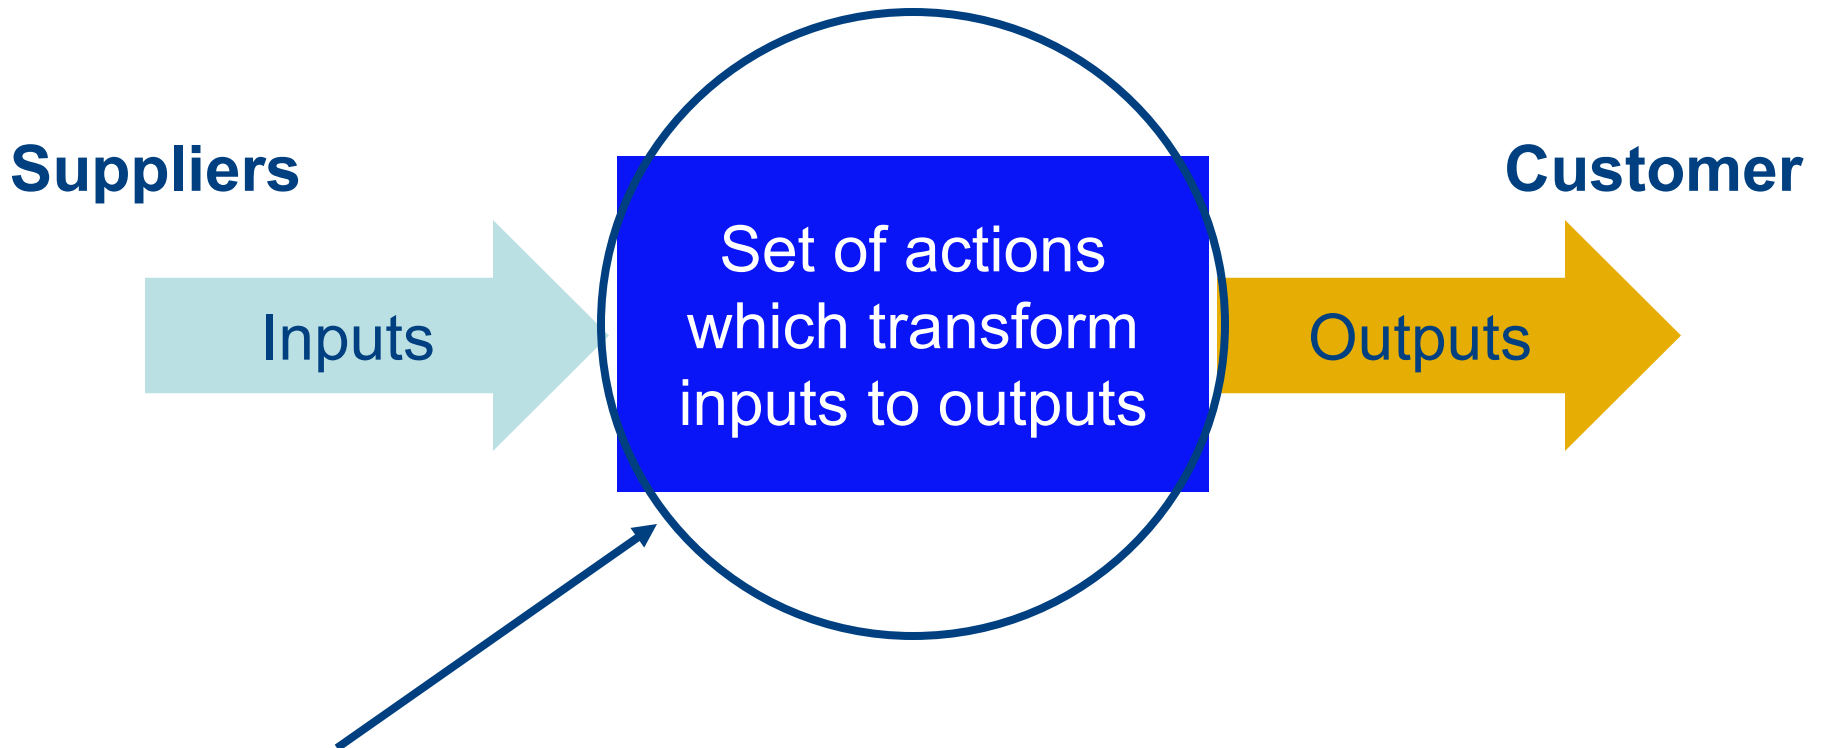 Suppliers
Customer
Inputs
Set of actions
which transform
inputs to outputs
Outputs